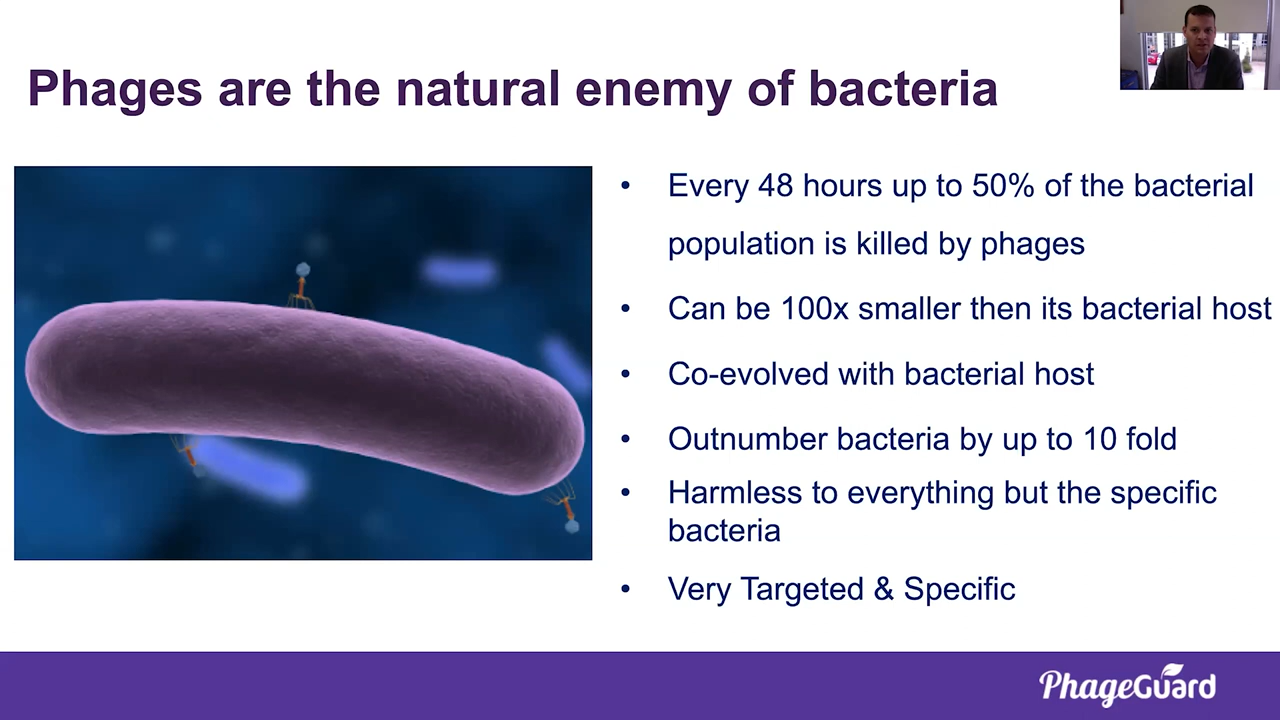 Phages are the natural enemy of bacteria
• Every 48 hours up to 50% of the bacterial
population is killed by phages
• Can be 100x smaller then its bacterial host
• Co-evolved with bacterial host
• Outnumber bacteria by up to 10 fold
• Harmless to everything but the specific
bacteria
• Very Targeted & Specific
PhageGuard